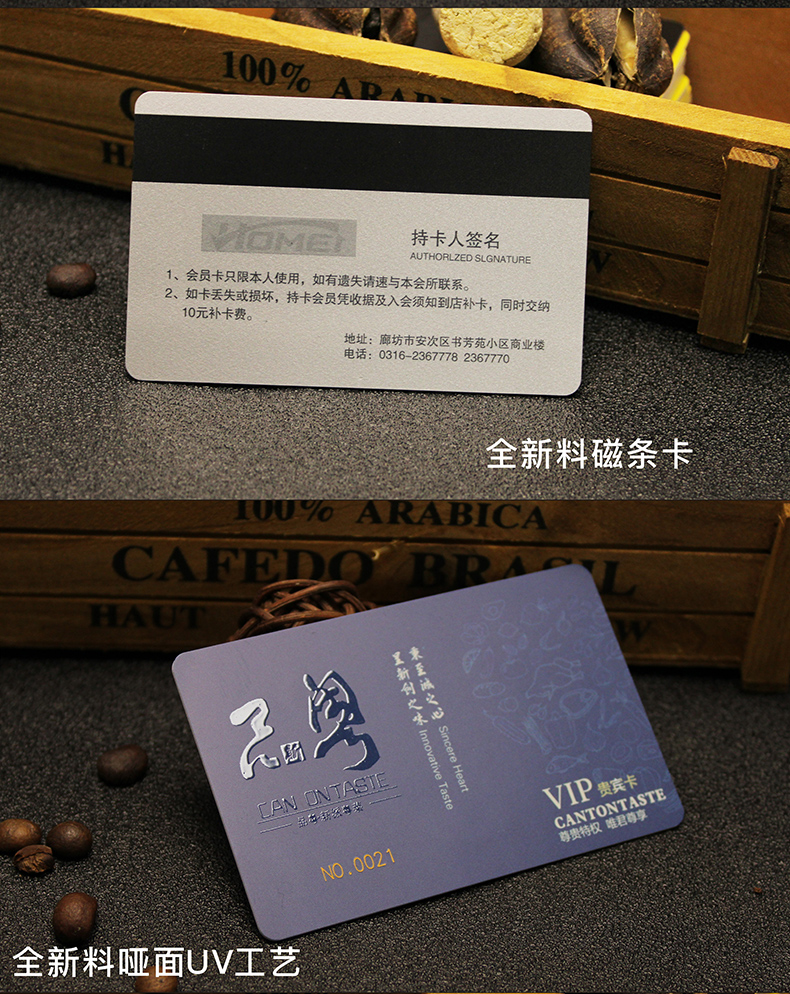 100% ARABI
持卡人签名
AUTHORLZED SLGNATURE
1、会员卡只限本人使用，如有遗失请速与本会所联系。
2、如卡丢失或损坏，持卡会员凭收据及入会须知到店补卡，同时交纳
10元补卡费。
地址：廊坊市安次区书芳苑小区商业楼
电话：0316-2367778 2367770
全新料磁条卡
100% ARABICA
CAFEDO BRASIL
HAUT
W
CAN ONTASTE
Sincere Heart
Innovative Taste
VIP 贵宾卡
CANTONTASTE
尊贵特权 唯君尊享
NO.0021
全新料哑面UV工艺